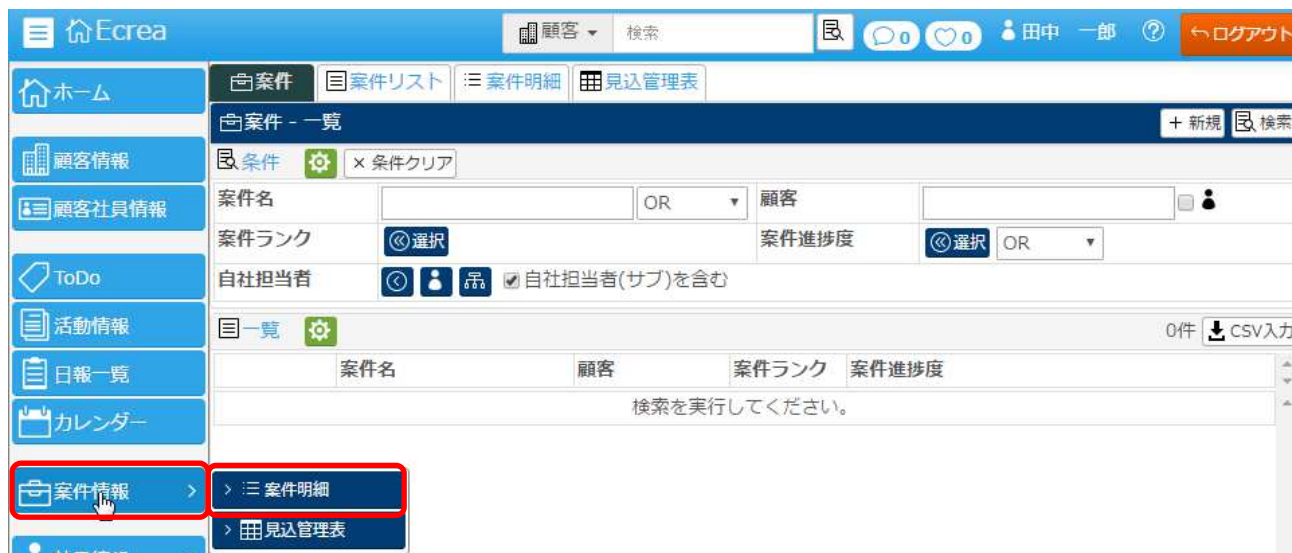 Ecrea 顧客 検索 0 0 田中 一郎 ログアウト
ホーム
顧客情報
顧客社員情報
ToDo
活動情報
日報一覧
カレンダー
案件情報
案件 案件リスト 案件明細 見込管理表
案件 - 一覧 + 新規 検索
条件 × 条件クリア
案件名 OR 顧客
案件ランク 選択 案件進捗度 選択 OR
自社担当者 自社担当者(サブ)を含む
一覧 0件 CSV入力
案件名 顧客 案件ランク 案件進捗度
検索を実行してください。
> 案件明細
> 見込管理表